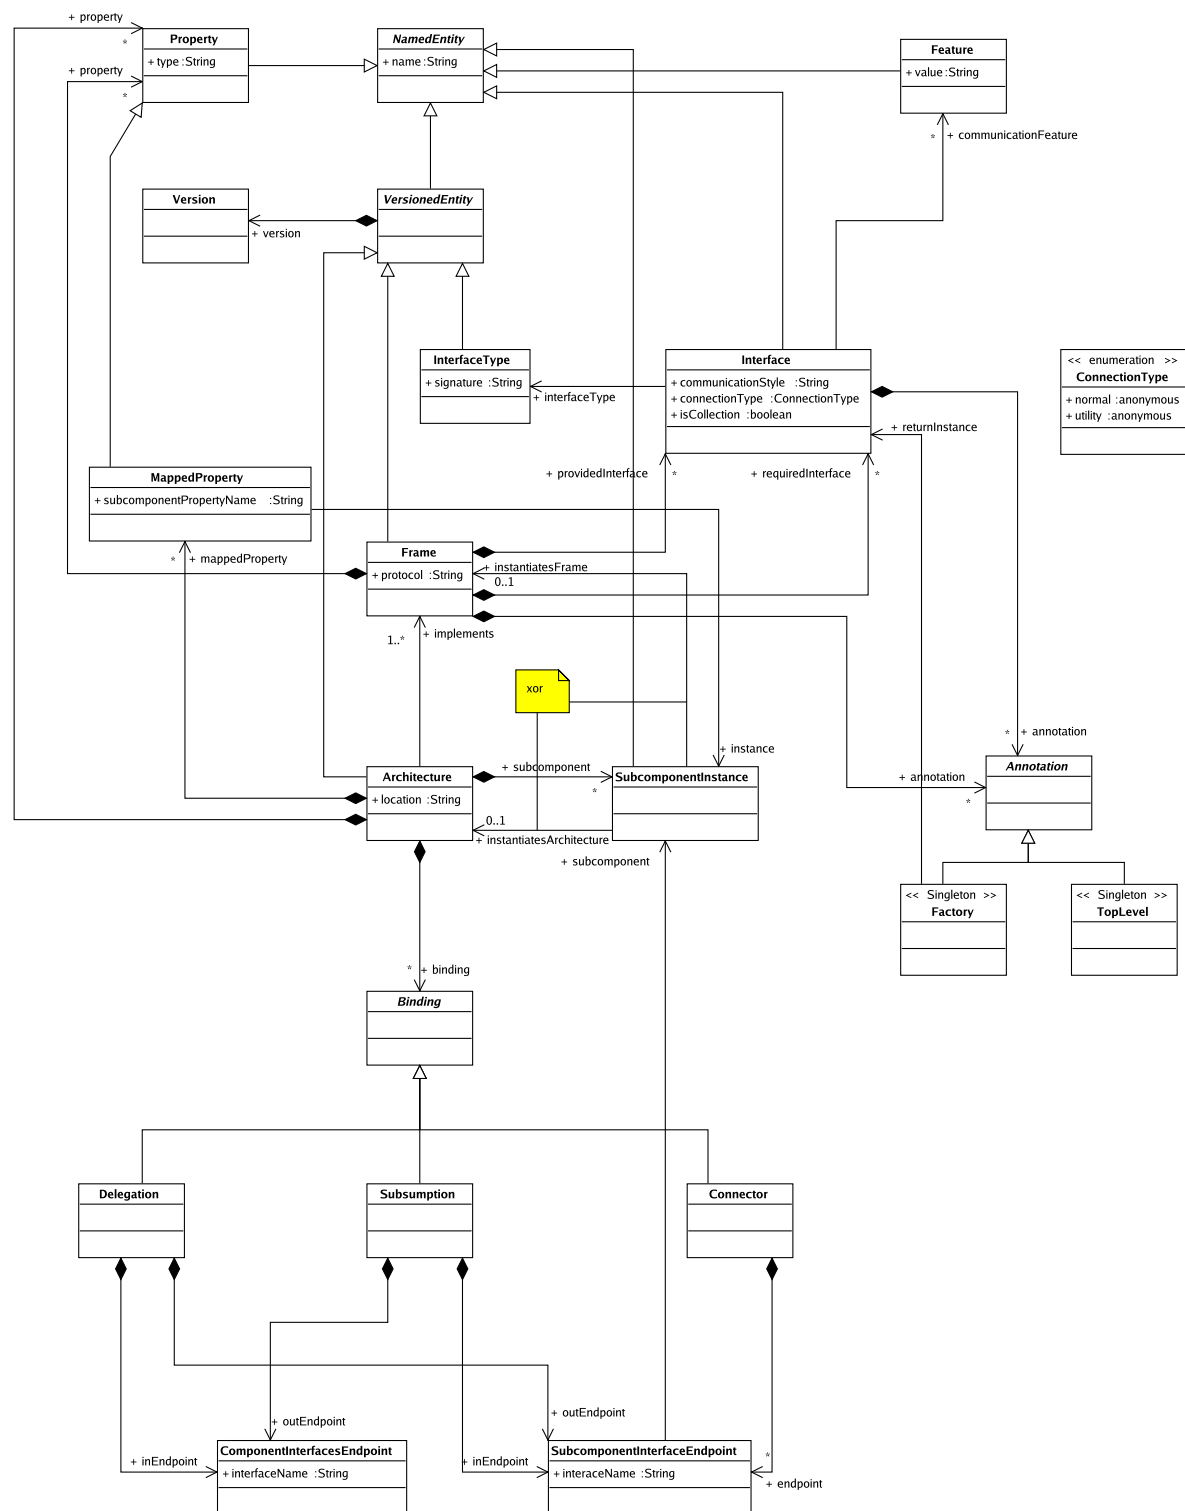 + property
*
Property
+ type :String
NamedEntity
+ name :String
Feature
+ value :String
+ property
*
* + communicationFeature
Version
VersionedEntity
+ version
InterfaceType
+ signature :String
+ interfaceType
Interface
+ communicationStyle :String
+ connectionType :ConnectionType
+ isCollection :boolean
<< enumeration >>
ConnectionType
+ normal :anonymous
+ utility :anonymous
+ returnInstance
MappedProperty
+ subcomponentPropertyName :String
+ providedInterface *
+ requiredInterface *
* + mappedProperty
Frame
+ protocol :String
+ instantiatesFrame
0..1
1..* + implements
xor
+ instance
* + annotation
Architecture
+ location :String
+ subcomponent
*
SubcomponentInstance
+ annotation
*
Annotation
0..1
+ instantiatesArchitecture
+ subcomponent
<< Singleton >>
Factory
<< Singleton >>
TopLevel
* + binding
Binding
Delegation
Subsumption
Connector
+ outEndpoint
+ outEndpoint
+ inEndpoint
ComponentInterfacesEndpoint
+ interfaceName :String
+ inEndpoint
SubcomponentInterfaceEndpoint
+ interaceName :String
*
+ endpoint